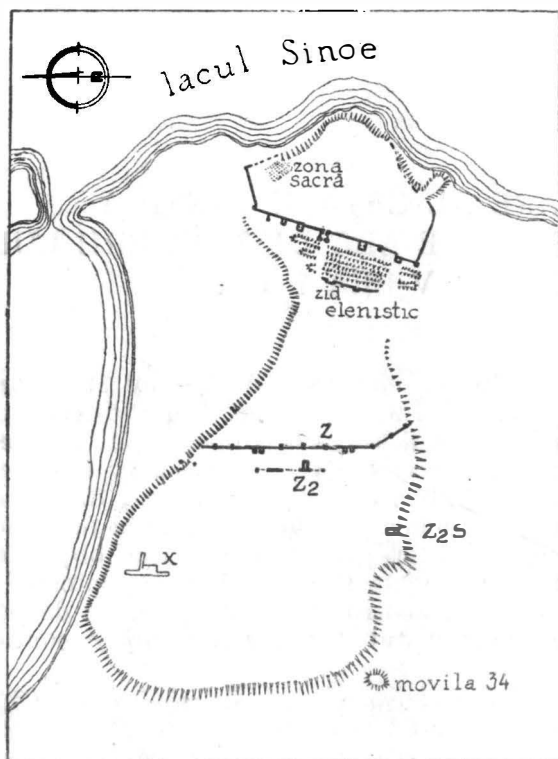 lacul Sinoe
zona
sacră
zid
elenistic
Z
Z2
Z2S
X
movila 34